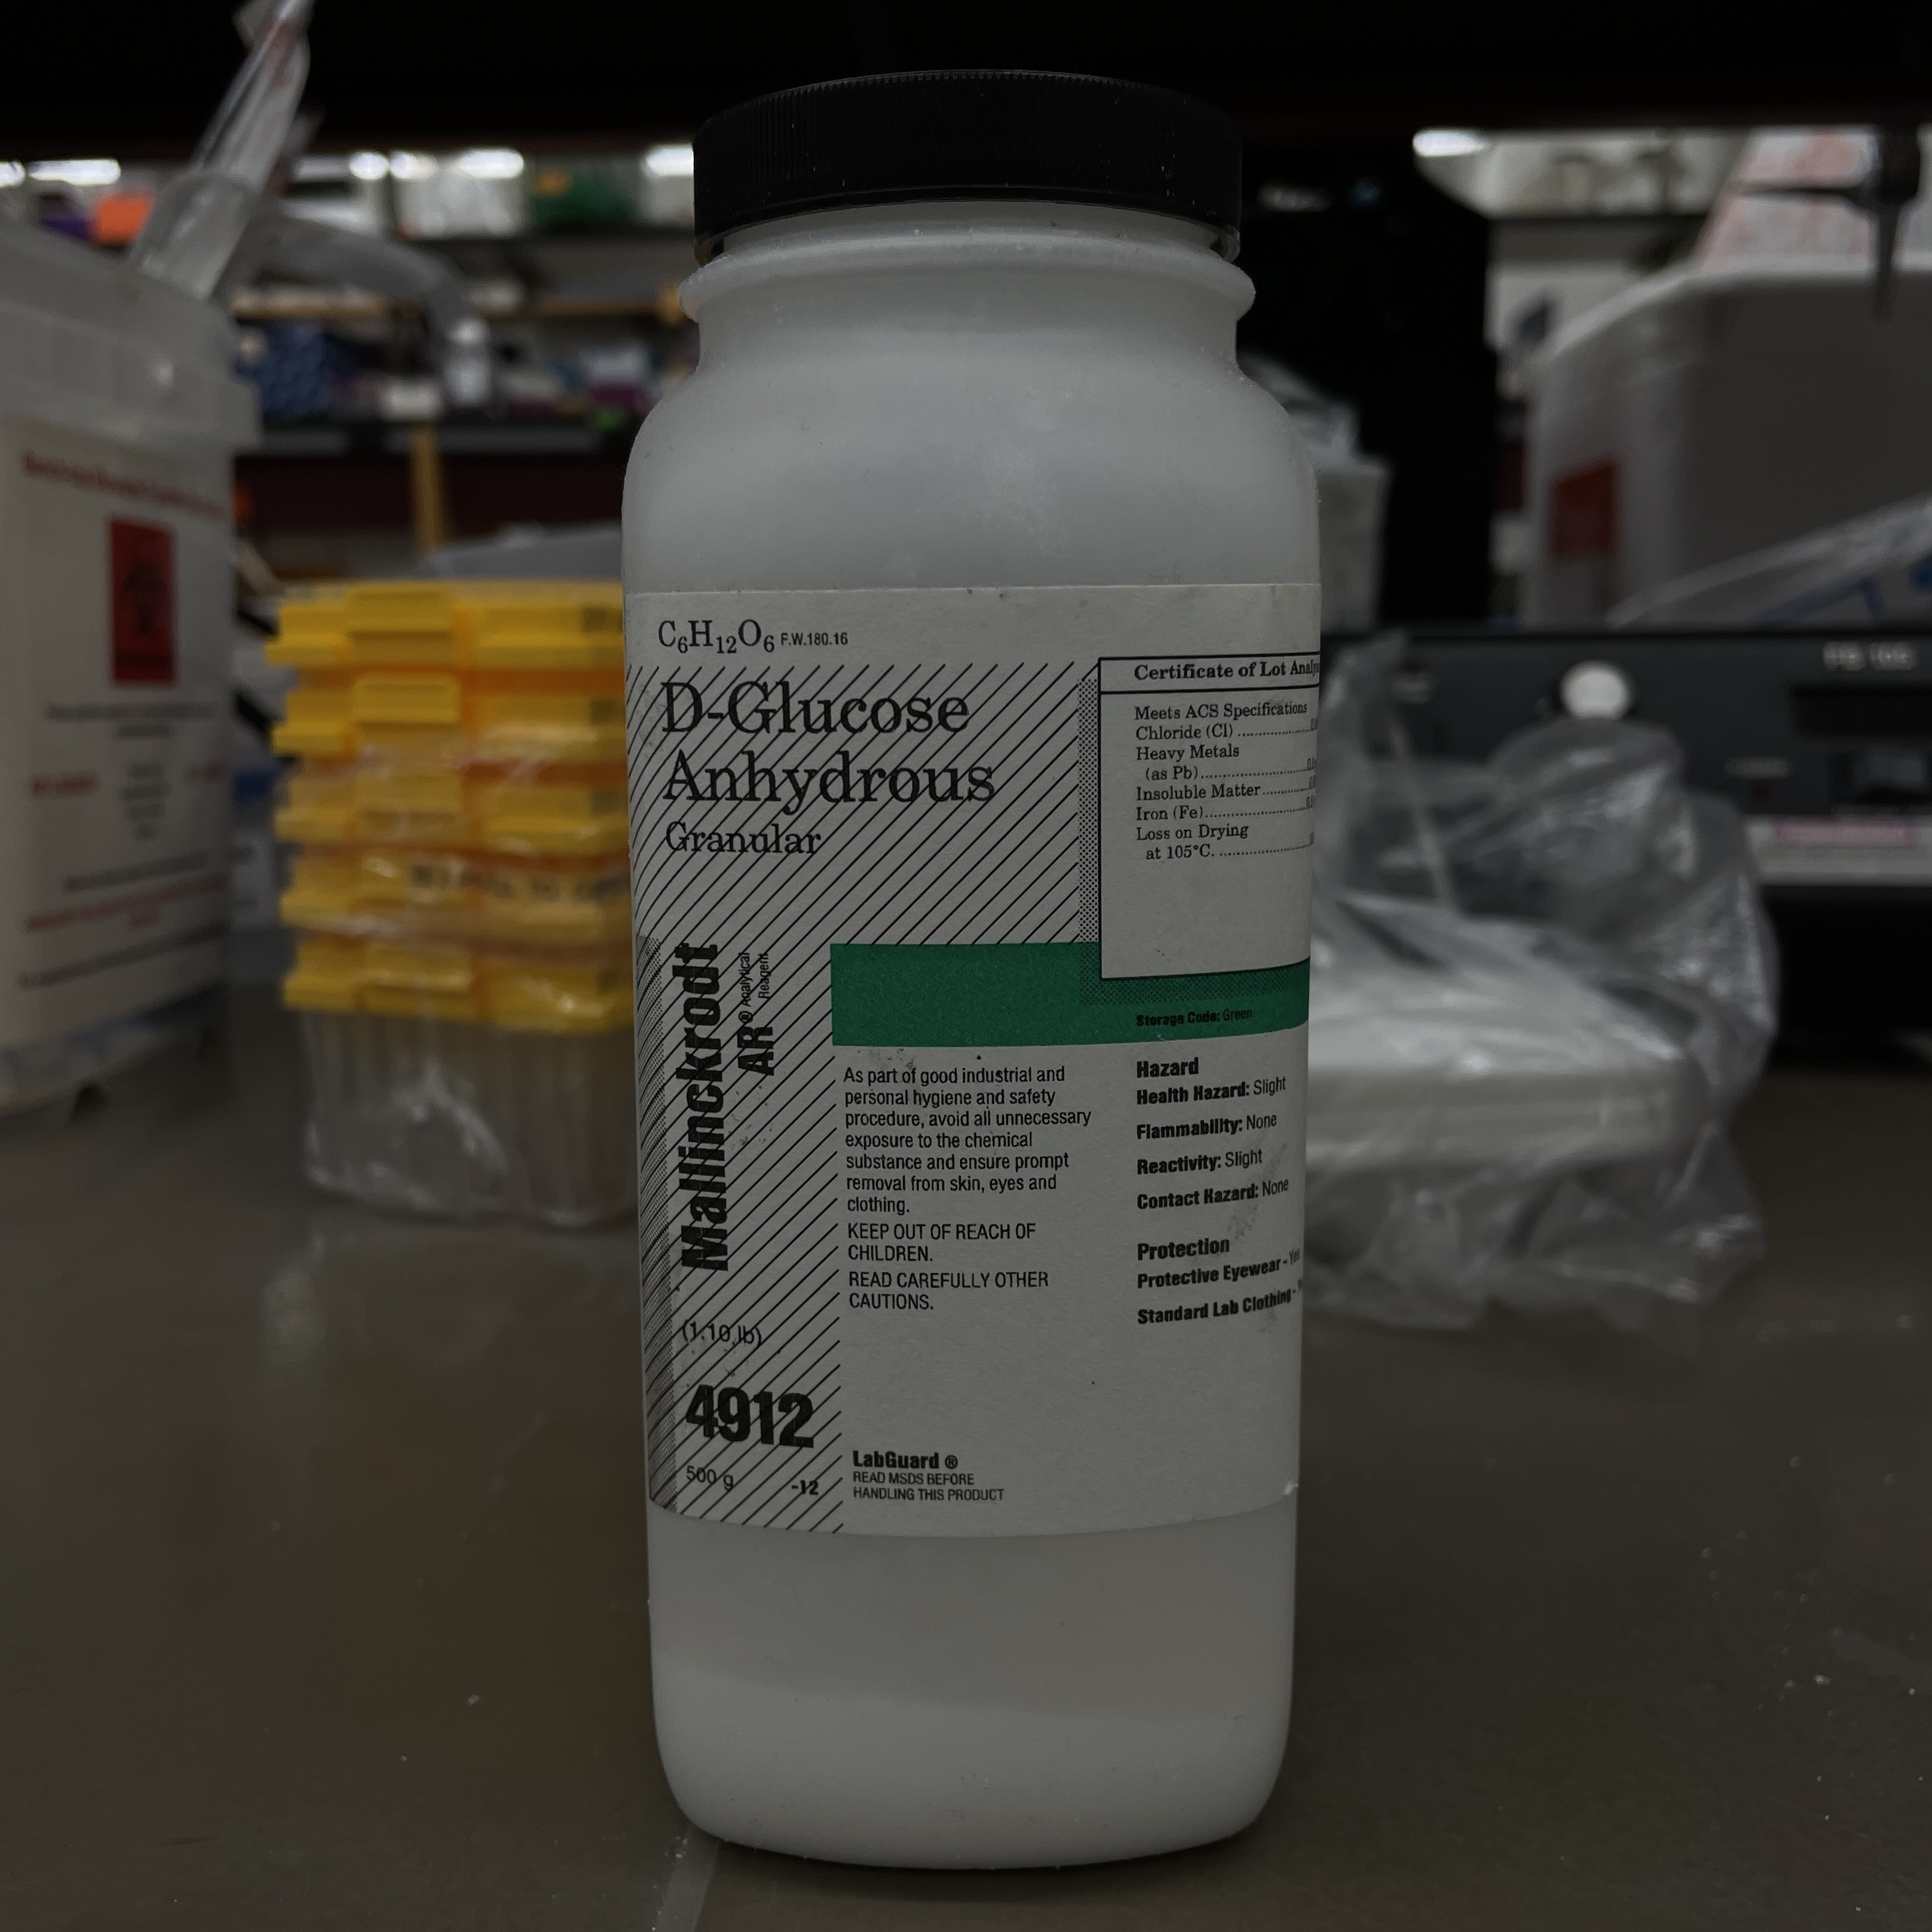 C₆H₁₂O₆ F.W.180.16
D-Glucose
Anhydrous
Granular
Certificate of Lot
Meets ACS Specifications
Chloride (Cl)
Heavy Metals
(as Pb)
Insoluble Matter
Iron (Fe)
Loss on Drying
at 105°C.
Mallinckrodt
AR® Analytical
Reagent
Storage Code: Green
As part of good industrial and
personal hygiene and safety
procedure, avoid all unnecessary
exposure to the chemical
substance and ensure prompt
removal from skin, eyes and
clothing.
KEEP OUT OF REACH OF
CHILDREN.
READ CAREFULLY OTHER
CAUTIONS.
Hazard
Health Hazard: Slight
Flammability: None
Reactivity: Slight
Contact Hazard: None
Protection
Protective Eyewear -
Standard Lab Clothing -
(1.10 lb)
4912
500 g
-12
LabGuard ®
READ MSDS BEFORE
HANDLING THIS PRODUCT